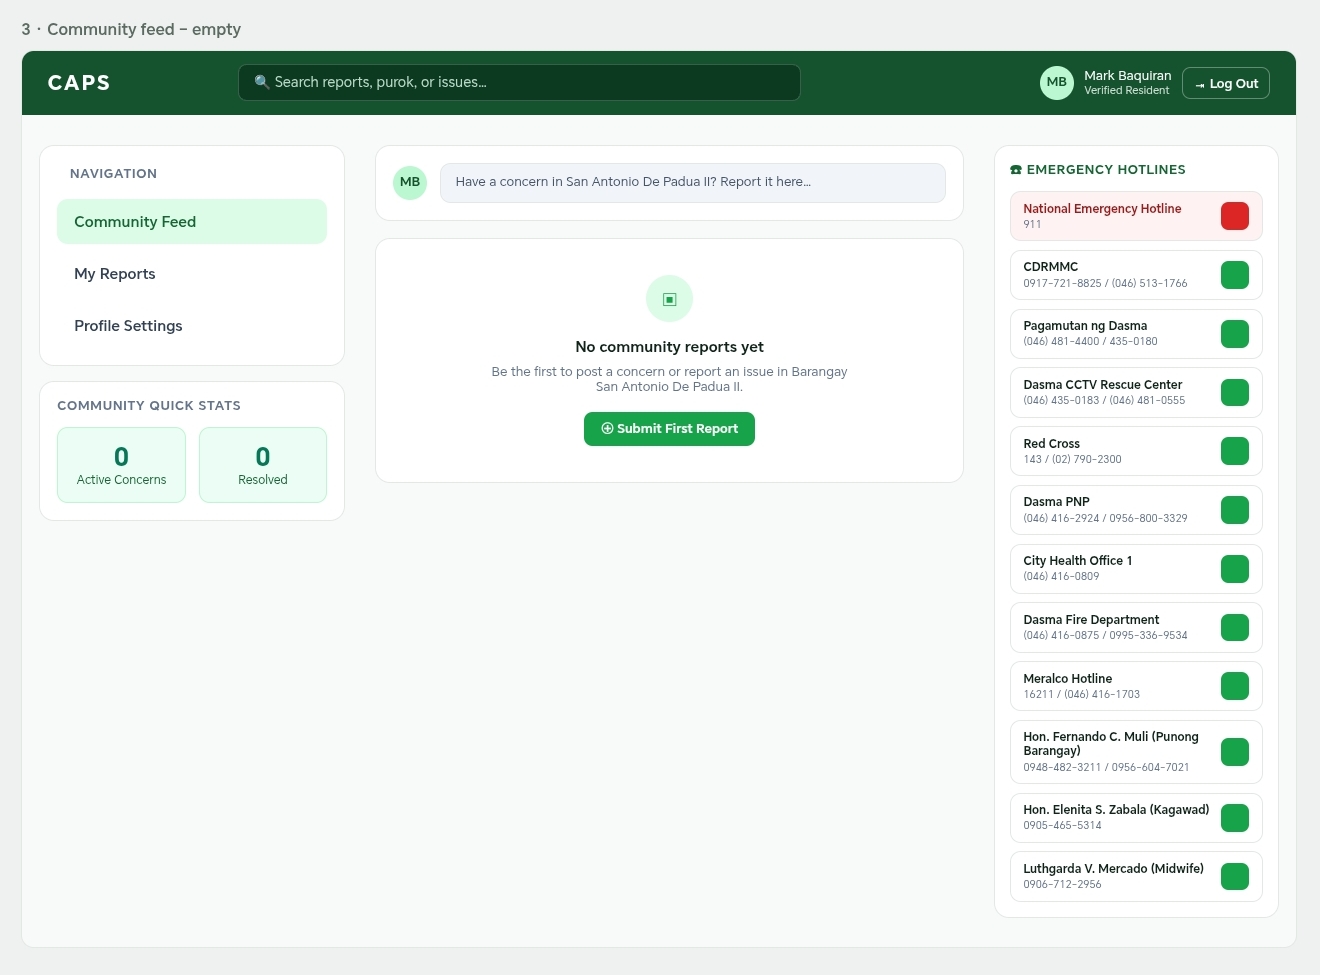 3 · Community feed – empty
CAPS
Search reports, purok, or issues…
MB
Mark Baquiran
Verified Resident
Log Out
NAVIGATION
Community Feed
My Reports
Profile Settings
COMMUNITY QUICK STATS
0
Active Concerns
0
Resolved
MB
Have a concern in San Antonio De Padua II? Report it here…
No community reports yet
Be the first to post a concern or report an issue in Barangay
San Antonio De Padua II.
Submit First Report
EMERGENCY HOTLINES
National Emergency Hotline
911
CDRMMC
0917-721-8825 / (046) 513-1766
Pagamutan ng Dasma
(046) 481-4400 / 435-0180
Dasma CCTV Rescue Center
(046) 435-0183 / (046) 481-0555
Red Cross
143 / (02) 790-2300
Dasma PNP
(046) 416-2924 / 0956-800-3329
City Health Office 1
(046) 416-0809
Dasma Fire Department
(046) 416-0875 / 0995-336-9534
Meralco Hotline
16211 / (046) 416-1703
Hon. Fernando C. Muli (Punong
Barangay)
0948-482-3211 / 0956-604-7021
Hon. Elenita S. Zabala (Kagawad)
0905-465-5314
Luthgarda V. Mercado (Midwife)
0906-712-2956